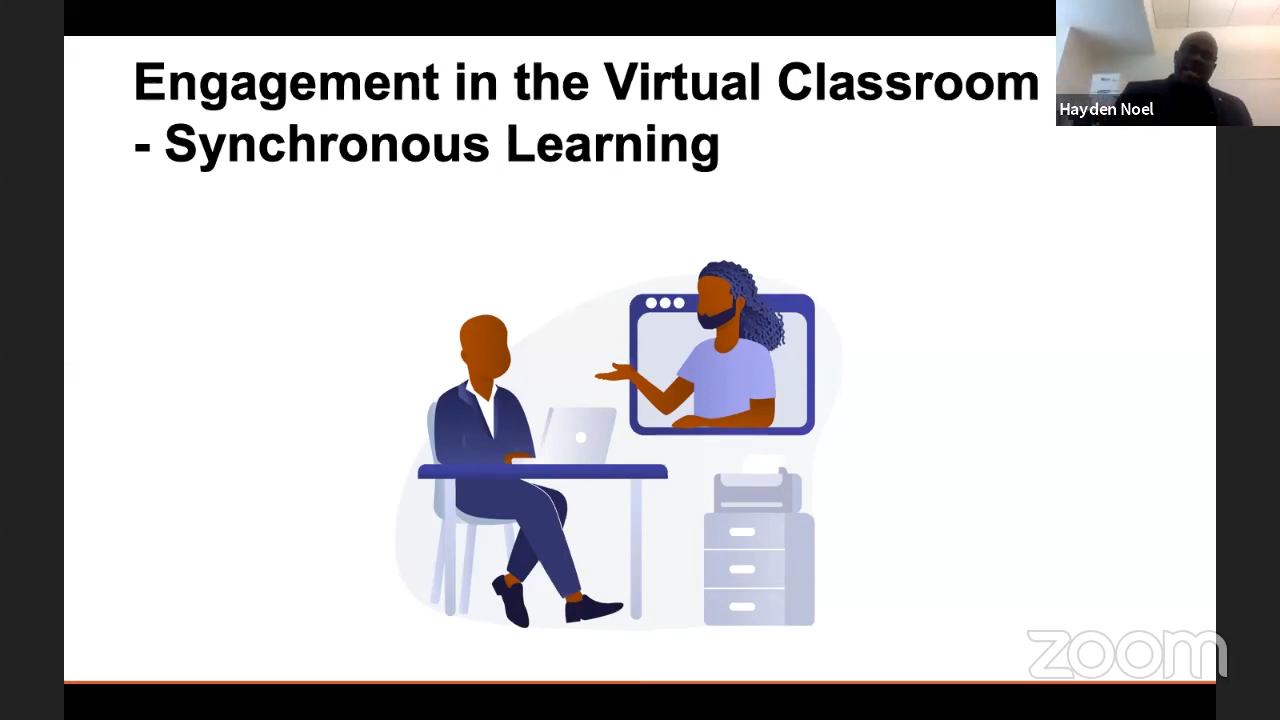 Engagement in the Virtual Classroom
- Synchronous Learning
Hayden Noel
zoom